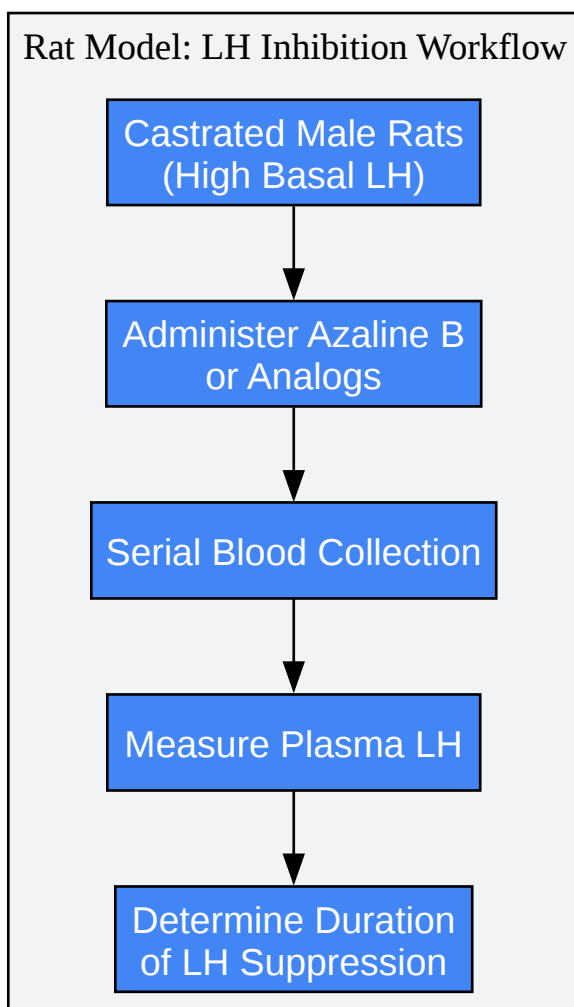 Rat Model: LH Inhibition Workflow
Castrated Male Rats
(High Basal LH)
Administer Azaline B
or Analogs
Serial Blood Collection
Measure Plasma LH
Determine Duration
of LH Suppression